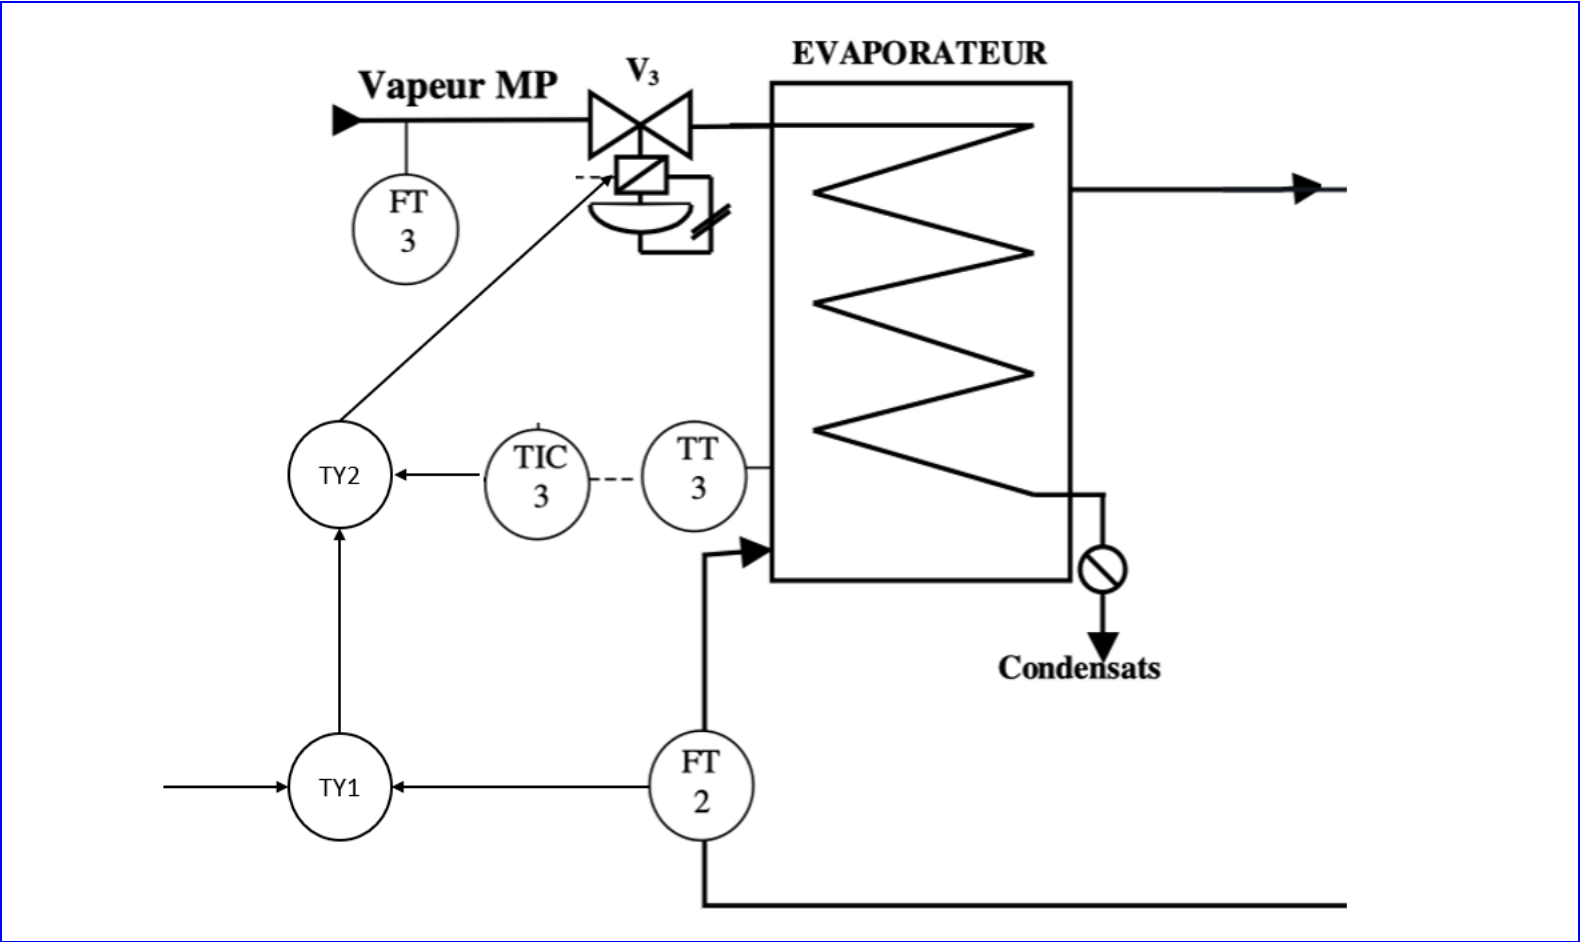 EVAPORATEUR
V₃
Vapeur MP
FT
3
TY2
TIC
3
TT
3
Condensats
TY1
FT
2